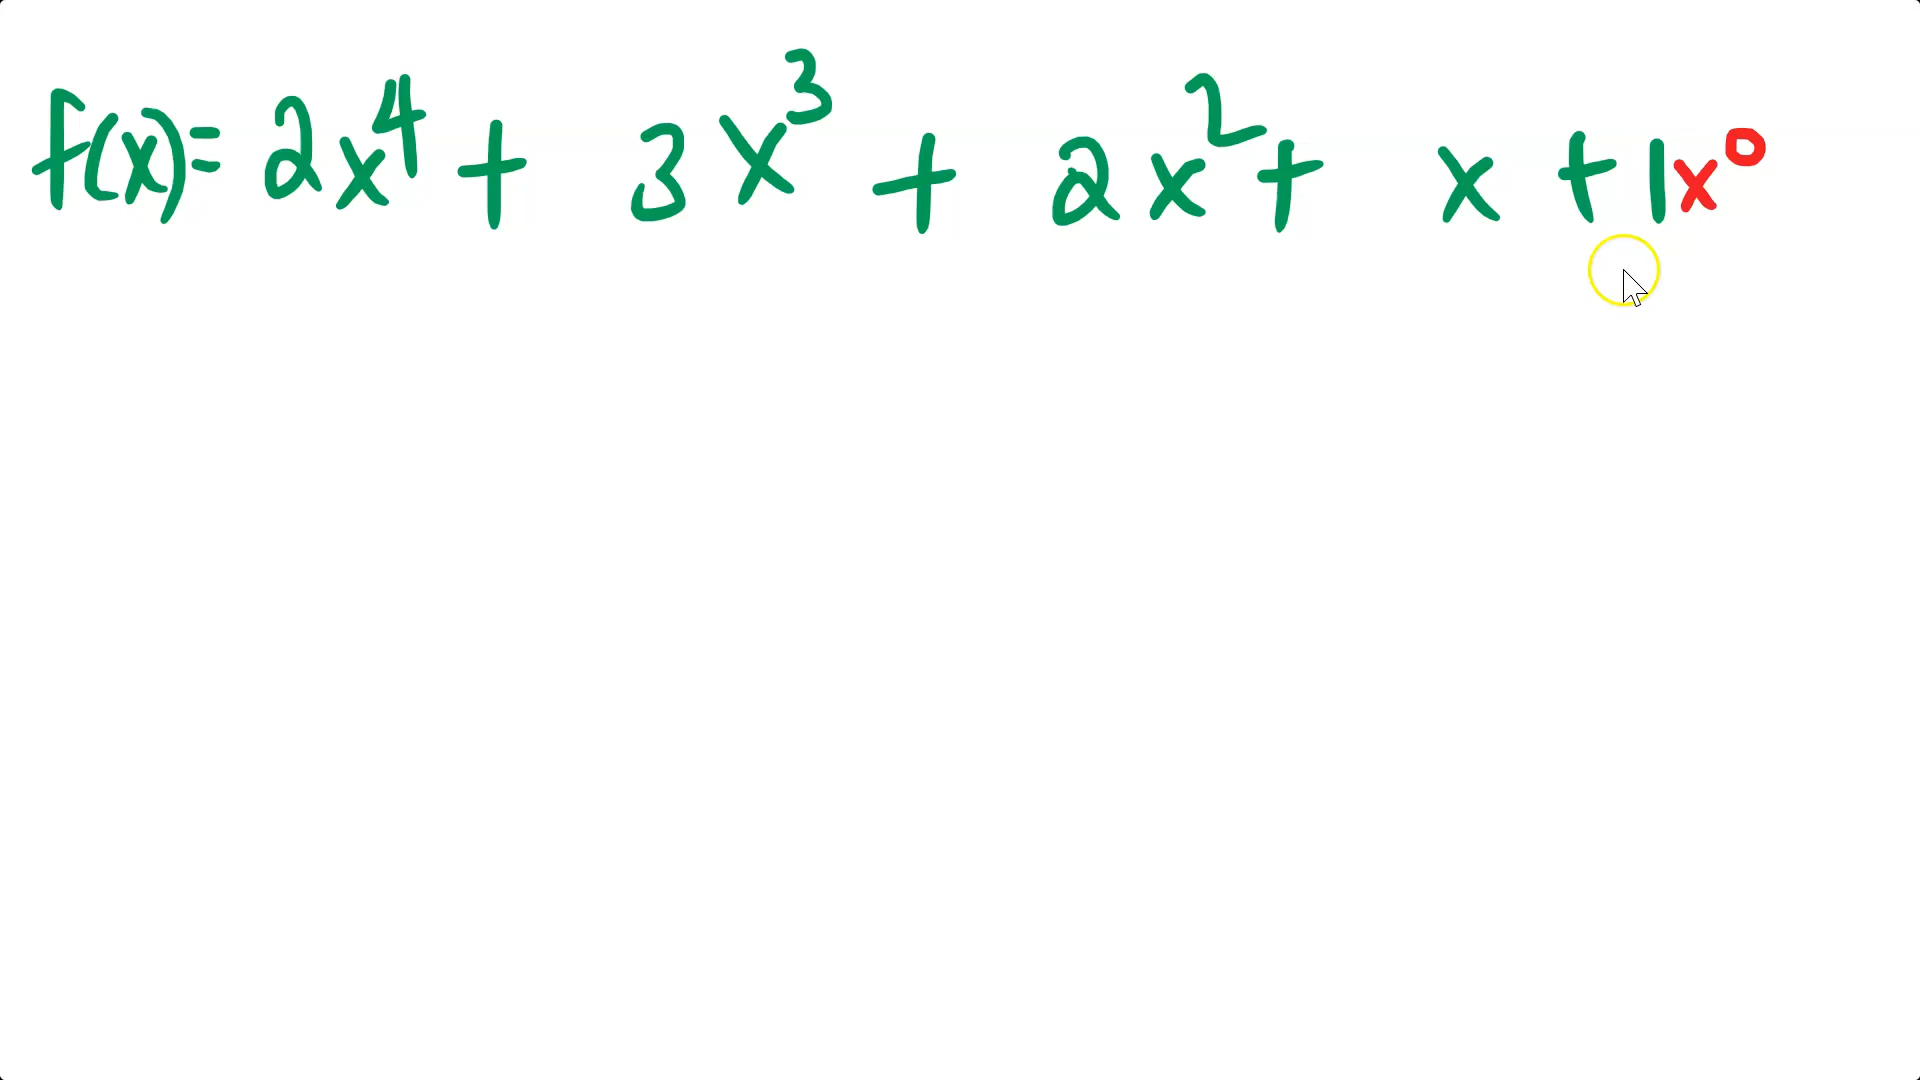 f(x)= 2x⁴ + 3x³ + 2x² + x + 1x⁰